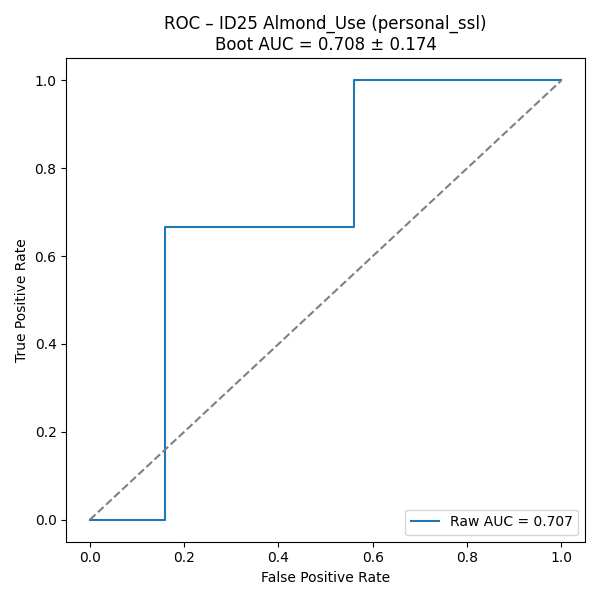 ROC – ID25 Almond_Use (personal_ssl)
Boot AUC = 0.708 ± 0.174
True Positive Rate
1.0
0.8
0.6
0.4
0.2
0.0
Raw AUC = 0.707
0.0 0.2 0.4 0.6 0.8 1.0
False Positive Rate